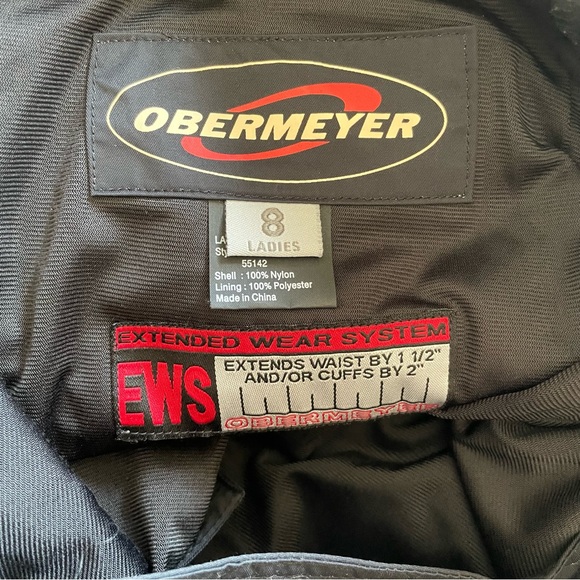 OBERMEYER
8
LADIES
55142
Shell : 100% Nylon
Lining : 100% Polyester
Made in China
EXTENDED WEAR SYSTEM
EWS
EXTENDS WAIST BY 1 1/2"
AND/OR CUFFS BY 2"
OBERMEYER